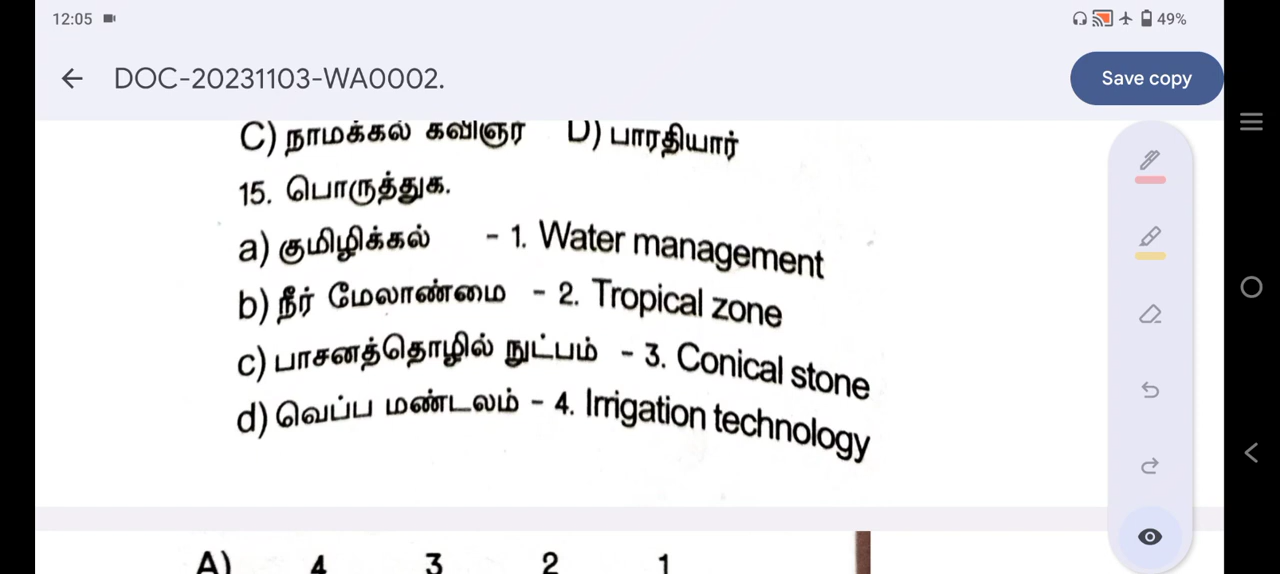 12:05
49%
DOC-20231103-WA0002.
Save copy
C) நாமக்கல் கவிஞர் D) பாரதியார்
15. பொருத்துக.
a) குமிழிக்கல் - 1. Water management
b) நீர் மேலாண்மை - 2. Tropical zone
c) பாசனத்தொழில் நுட்பம் - 3. Conical stone
d) வெப்ப மண்டலம் - 4. Irrigation technology
A) 4 3 2 1